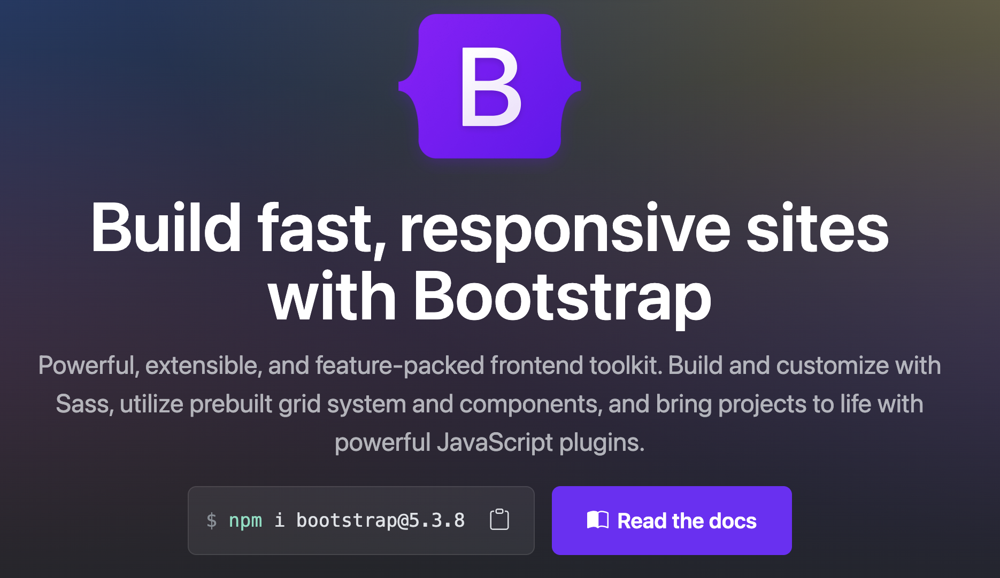 B
Build fast, responsive sites
with Bootstrap
Powerful, extensible, and feature-packed frontend toolkit. Build and customize with
Sass, utilize prebuilt grid system and components, and bring projects to life with
powerful JavaScript plugins.
$ npm i bootstrap@5.3.8
Read the docs